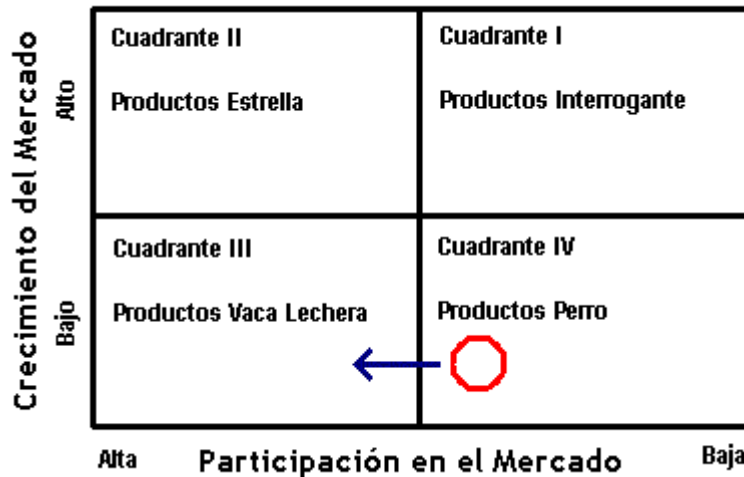 Crecimiento del Mercado
Alto
Bajo
Cuadrante II
Productos Estrella
Cuadrante I
Productos Interrogante
Cuadrante III
Productos Vaca Lechera
Cuadrante IV
Productos Perro
Alta
Participación en el Mercado
Baja